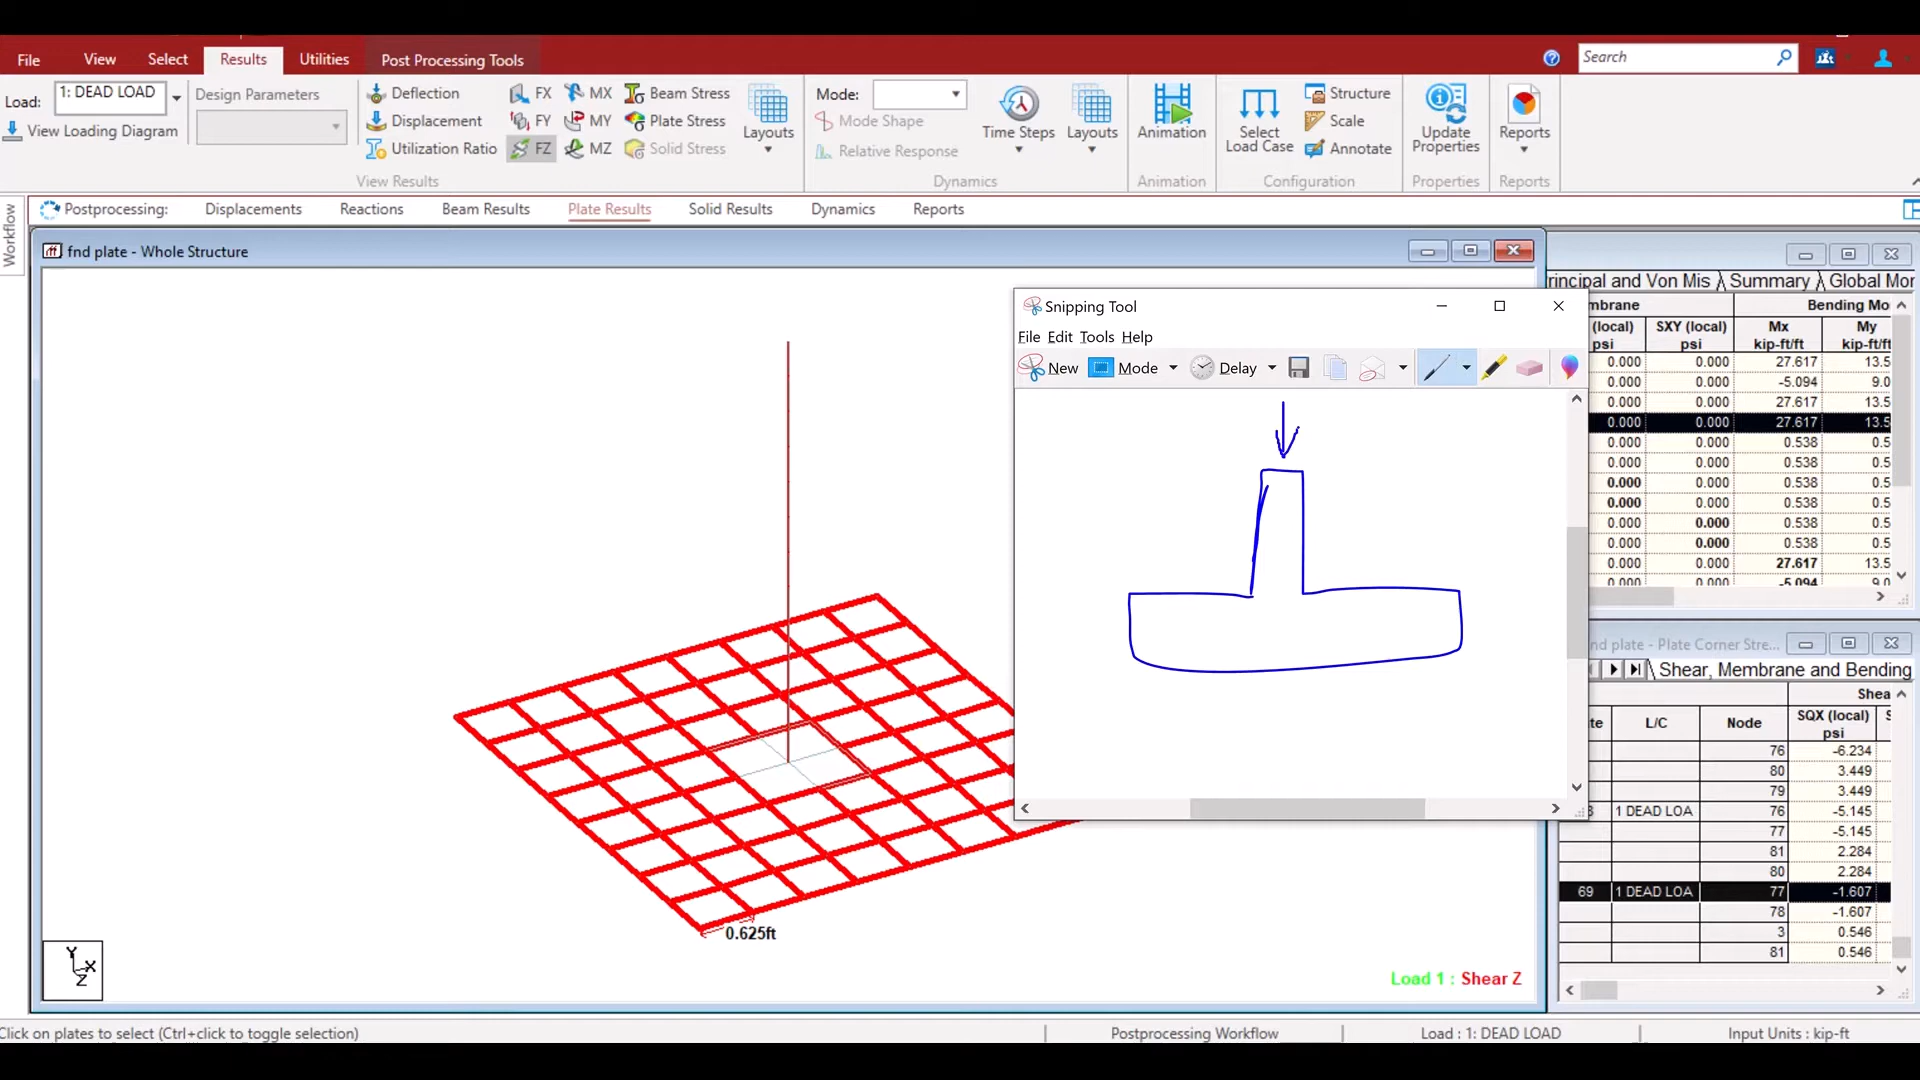 File View Select Results Utilities Post Processing Tools Search
Load: 1: DEAD LOAD Design Parameters Deflection FX MX Beam Stress Mode: Structure
View Loading Diagram Displacement FY MY Plate Stress Layouts Mode Shape Time Steps Layouts Animation Select Load Case Scale Update Properties Reports
Utilization Ratio FZ MZ Solid Stress Relative Response Annotate
View Results Dynamics Animation Configuration Properties Reports
Workflow
Postprocessing: Displacements Reactions Beam Results Plate Results Solid Results Dynamics Reports
fnd plate - Whole Structure
rincipal and Von Mis Summary Global Mor
mbrane Bending Mo
(local) SXY (local) Mx My
psi psi kip-ft/ft kip-ft/f
0.000 0.000 27.617 13.5
0.000 0.000 -5.094 9.0
0.000 0.000 27.617 13.5
0.000 0.000 27.617 13.5
0.000 0.000 0.538 0.5
0.000 0.000 0.538 0.5
0.000 0.000 0.538 0.5
0.000 0.000 0.538 0.5
0.000 0.000 0.538 0.5
0.000 0.000 0.538 0.5
0.000 0.000 27.617 13.5
0.000 0.000 -5.094 9.0
Snipping Tool
File Edit Tools Help
New Mode Delay
nd plate - Plate Corner Stre...
Shear, Membrane and Bending
Shea
te L/C Node SQX (local) S
psi
76 -6.234
80 3.449
79 3.449
1 DEAD LOA 76 -5.145
77 -5.145
81 2.284
80 2.284
69 1 DEAD LOA 77 -1.607
78 -1.607
3 0.546
81 0.546
0.625ft
Y
X
Z
Load 1 : Shear Z
Click on plates to select (Ctrl+click to toggle selection) Postprocessing Workflow Load : 1: DEAD LOAD Input Units : kip-ft